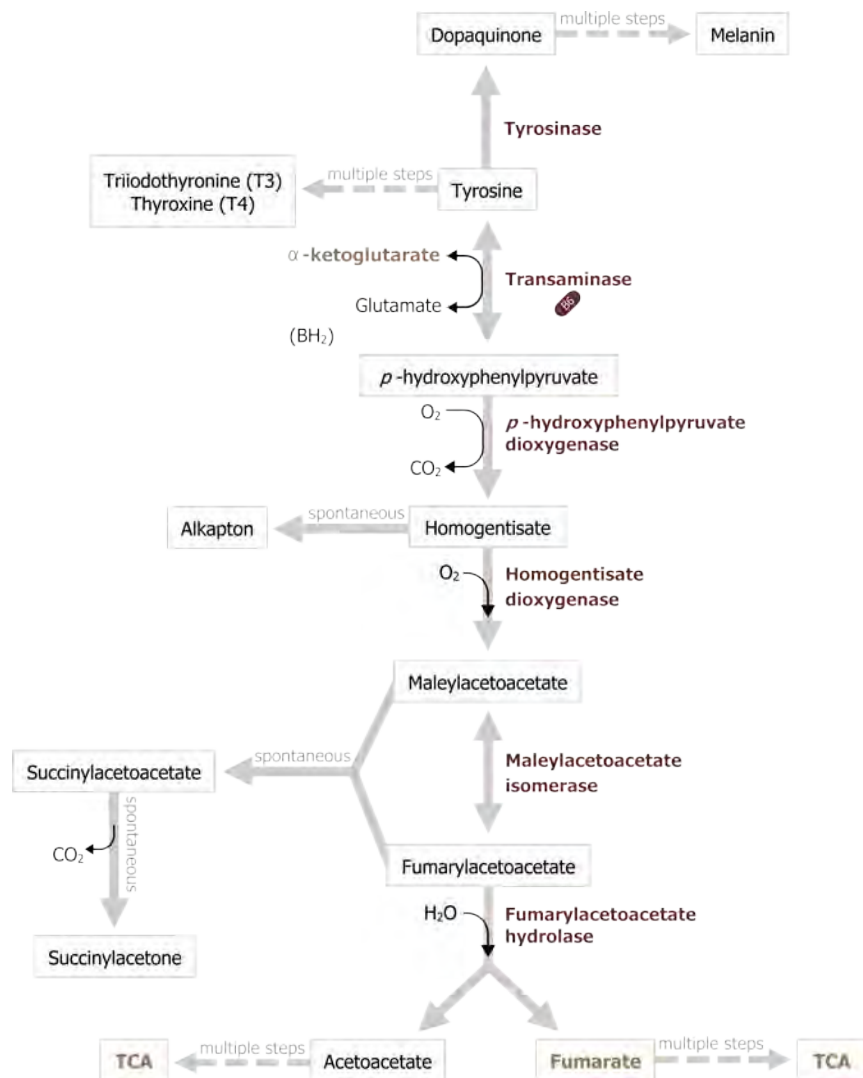 multiple steps
Dopaquinone
Melanin
Tyrosinase
Triiodothyronine (T3)
Thyroxine (T4)
multiple steps
Tyrosine
α-ketoglutarate
Transaminase
B6
Glutamate
(BH₂)
p-hydroxyphenylpyruvate
O₂
p-hydroxyphenylpyruvate
dioxygenase
CO₂
Alkapton
spontaneous
Homogentisate
O₂
Homogentisate
dioxygenase
Maleylacetoacetate
spontaneous
Succinylacetoacetate
Maleylacetoacetate
isomerase
spontaneous
CO₂
Fumarylacetoacetate
H₂O
Fumarylacetoacetate
hydrolase
Succinylacetone
TCA
multiple steps
Acetoacetate
Fumarate
multiple steps
TCA